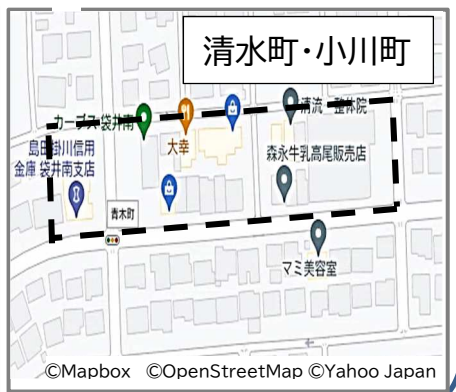 清水町・小川町
カーブス 袋井南
清流 整体院
大幸
島田掛川信用
金庫 袋井南支店
森永牛乳高尾販売店
青木町
マミ美容室
©Mapbox ©OpenStreetMap ©Yahoo Japan